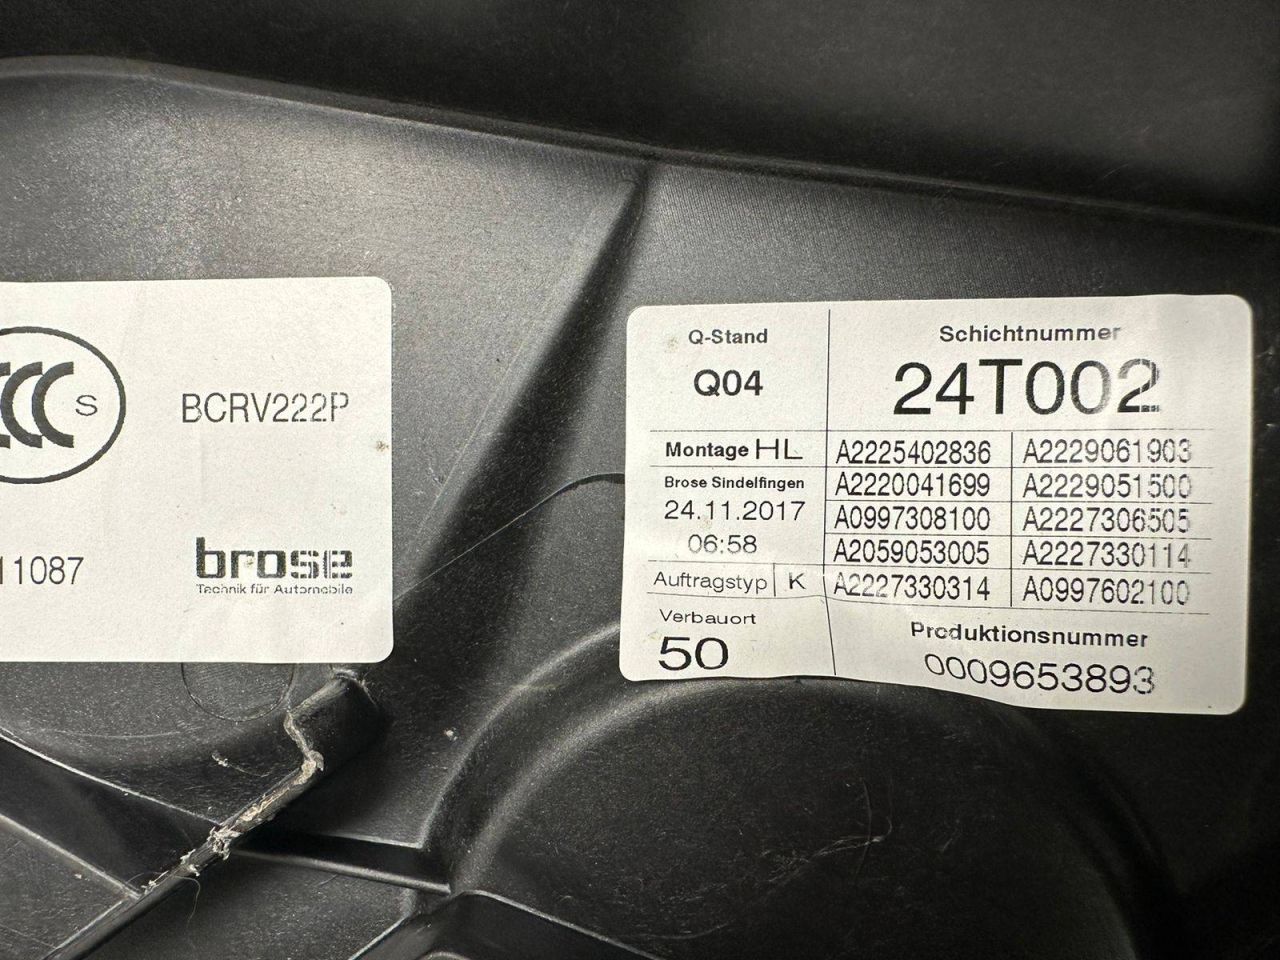 CCC S
BCRV222P
11087
brose
Technik für Automobile
Q-Stand
Q04
Schichtnummer
24T002
Montage HL
Brose Sindelfingen
24.11.2017
06:58
Auftragstyp K
Verbauort
50
A2225402836 A2229061903
A2220041699 A2229051500
A0997308100 A2227306505
A2059053005 A2227330114
A2227330314 A0997602100
Produktionsnummer
0009653893